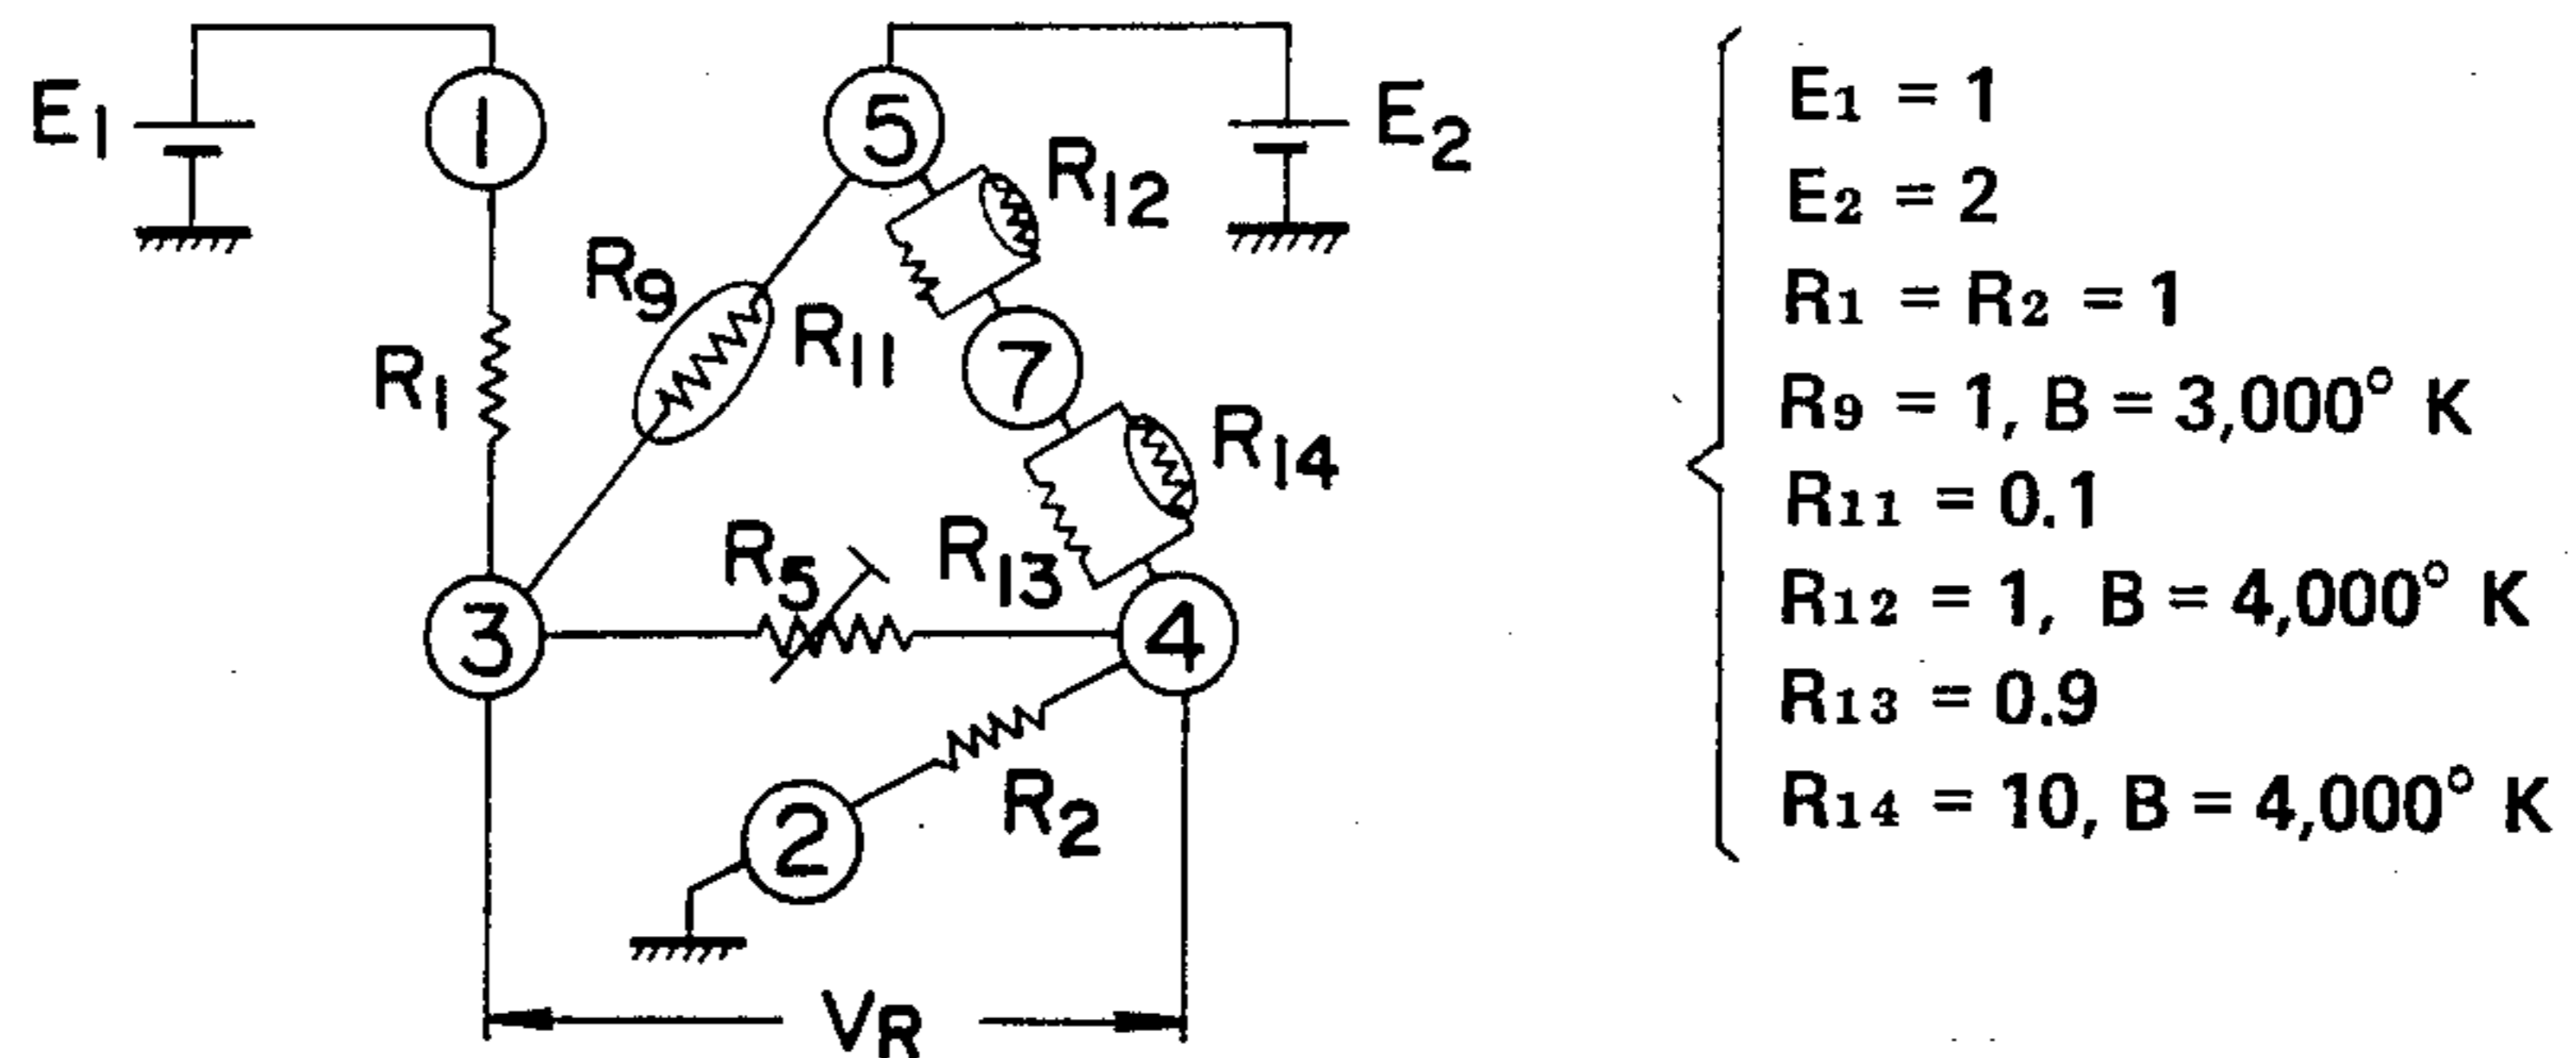 E1
1
5
E2
R12
R9
R11
7
R1
R14
R5
R13
3
4
R2
2
VR
E1 = 1
E2 = 2
R1 = R2 = 1
R9 = 1, B = 3,000° K
R11 = 0.1
R12 = 1, B = 4,000° K
R13 = 0.9
R14 = 10, B = 4,000° K